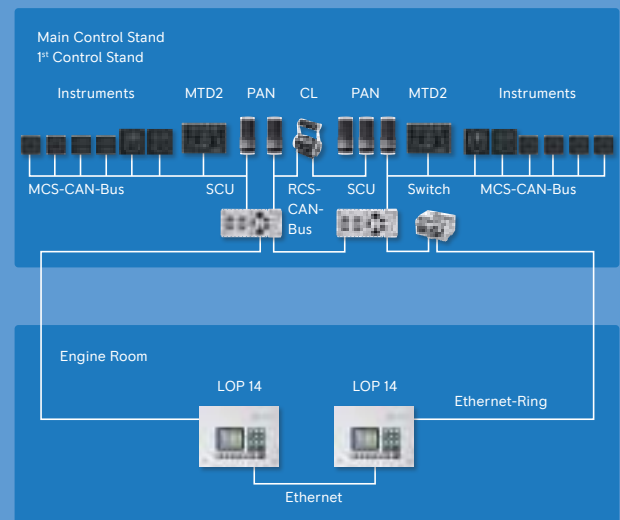 Main Control Stand
1st Control Stand
Instruments
MTD2
PAN
CL
PAN
MTD2
Instruments
MCS-CAN-Bus
SCU
RCS-
CAN-
Bus
SCU
Switch
MCS-CAN-Bus
Engine Room
LOP 14
LOP 14
Ethernet-Ring
Ethernet